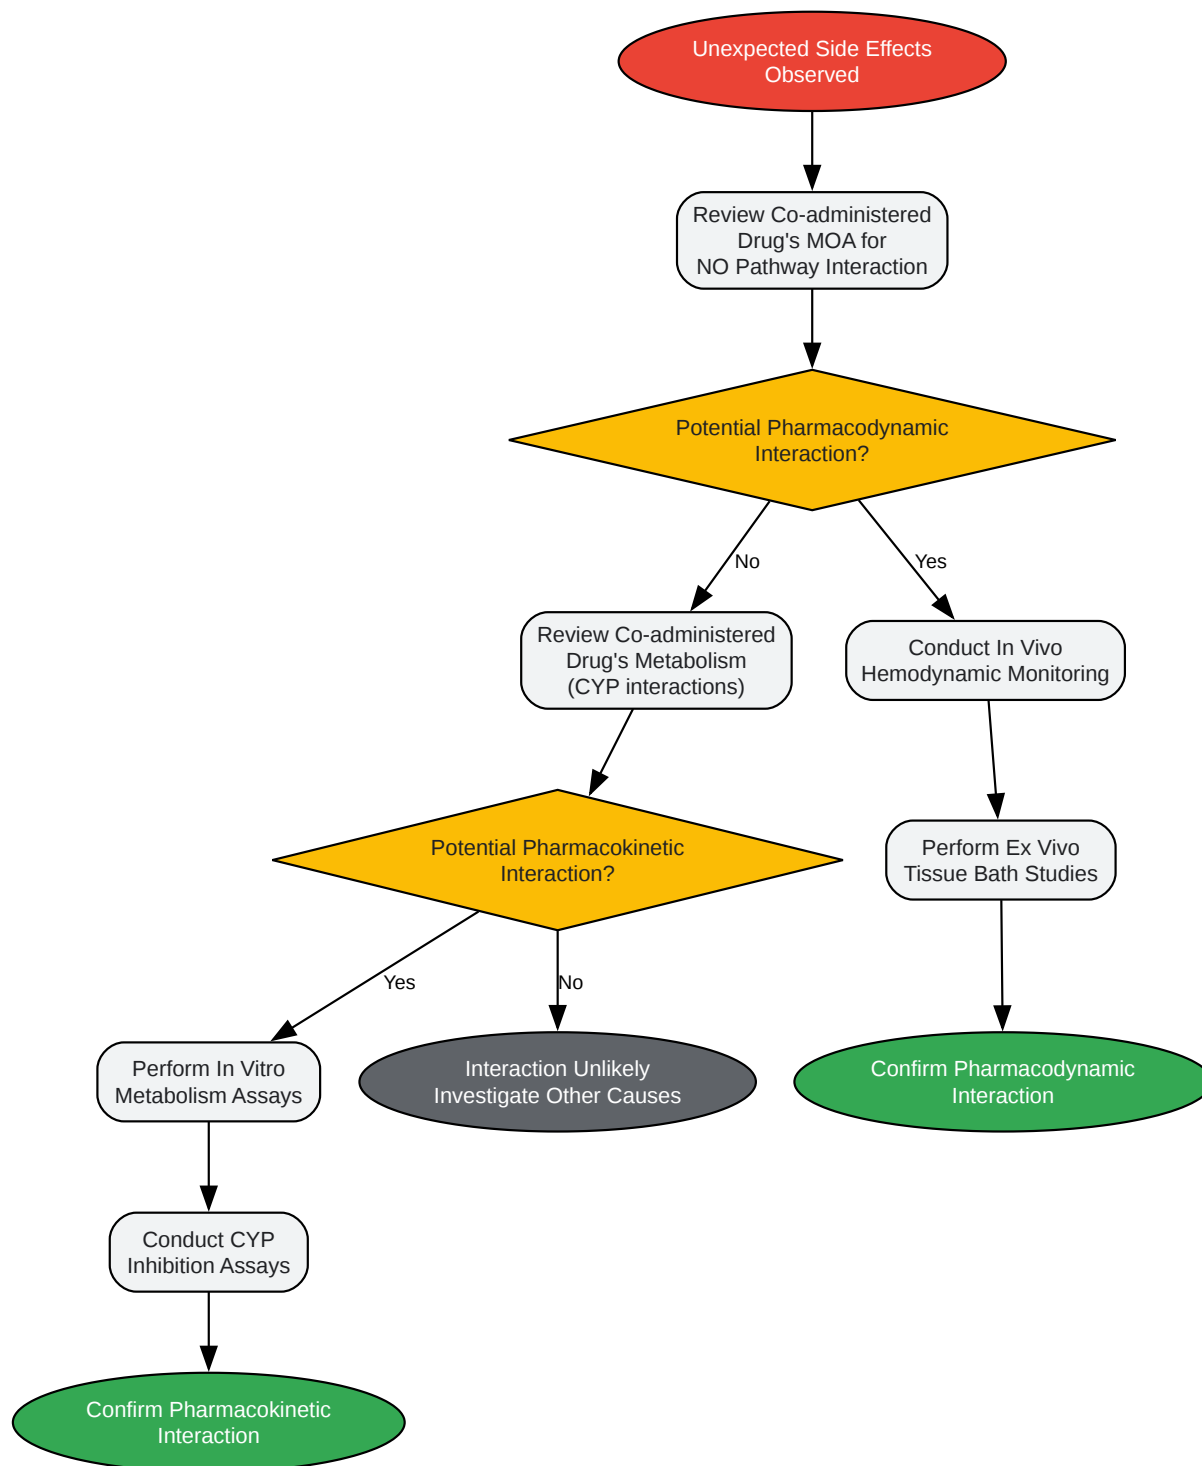 Unexpected Side Effects
Observed
Review Co-administered
Drug's MOA for
NO Pathway Interaction
Potential Pharmacodynamic
Interaction?
No
Yes
Review Co-administered
Drug's Metabolism
(CYP interactions)
Conduct In Vivo
Hemodynamic Monitoring
Potential Pharmacokinetic
Interaction?
Perform Ex Vivo
Tissue Bath Studies
Yes
No
Perform In Vitro
Metabolism Assays
Interaction Unlikely
Investigate Other Causes
Confirm Pharmacodynamic
Interaction
Conduct CYP
Inhibition Assays
Confirm Pharmacokinetic
Interaction